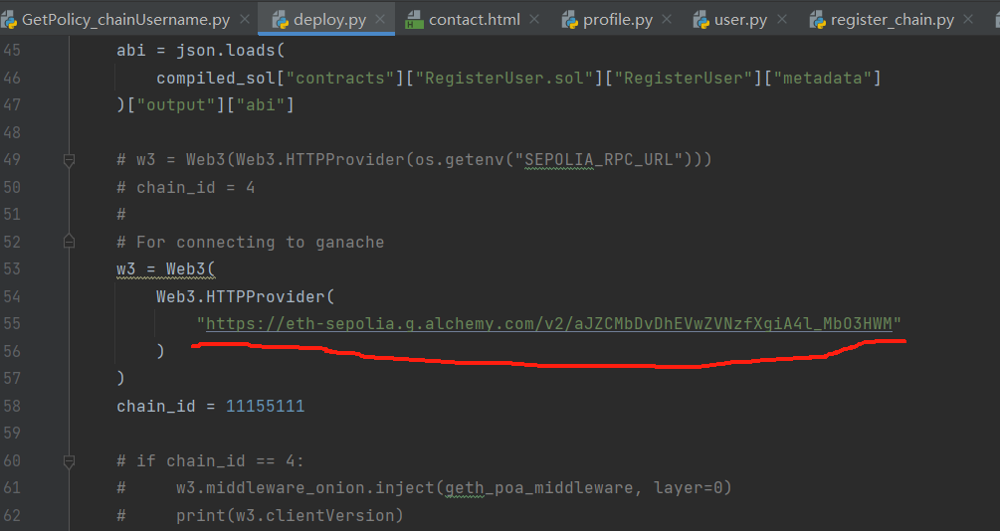 GetPolicy_chainUsername.py × deploy.py × contact.html × profile.py × user.py × register_chain.py ×
45 abi = json.loads(
46 compiled_sol["contracts"]["RegisterUser.sol"]["RegisterUser"]["metadata"]
47 )["output"]["abi"]
48
49 # w3 = Web3(Web3.HTTPProvider(os.getenv("SEPOLIA_RPC_URL")))
50 # chain_id = 4
51 #
52 # For connecting to ganache
53 w3 = Web3(
54 Web3.HTTPProvider(
55 "https://eth-sepolia.g.alchemy.com/v2/aJZCMbDvDhEVwZVNzfXgiA4l_MbO3HWM"
56 )
57 )
58 chain_id = 11155111
59
60 # if chain_id == 4:
61 # w3.middleware_onion.inject(geth_poa_middleware, layer=0)
62 # print(w3.clientVersion)